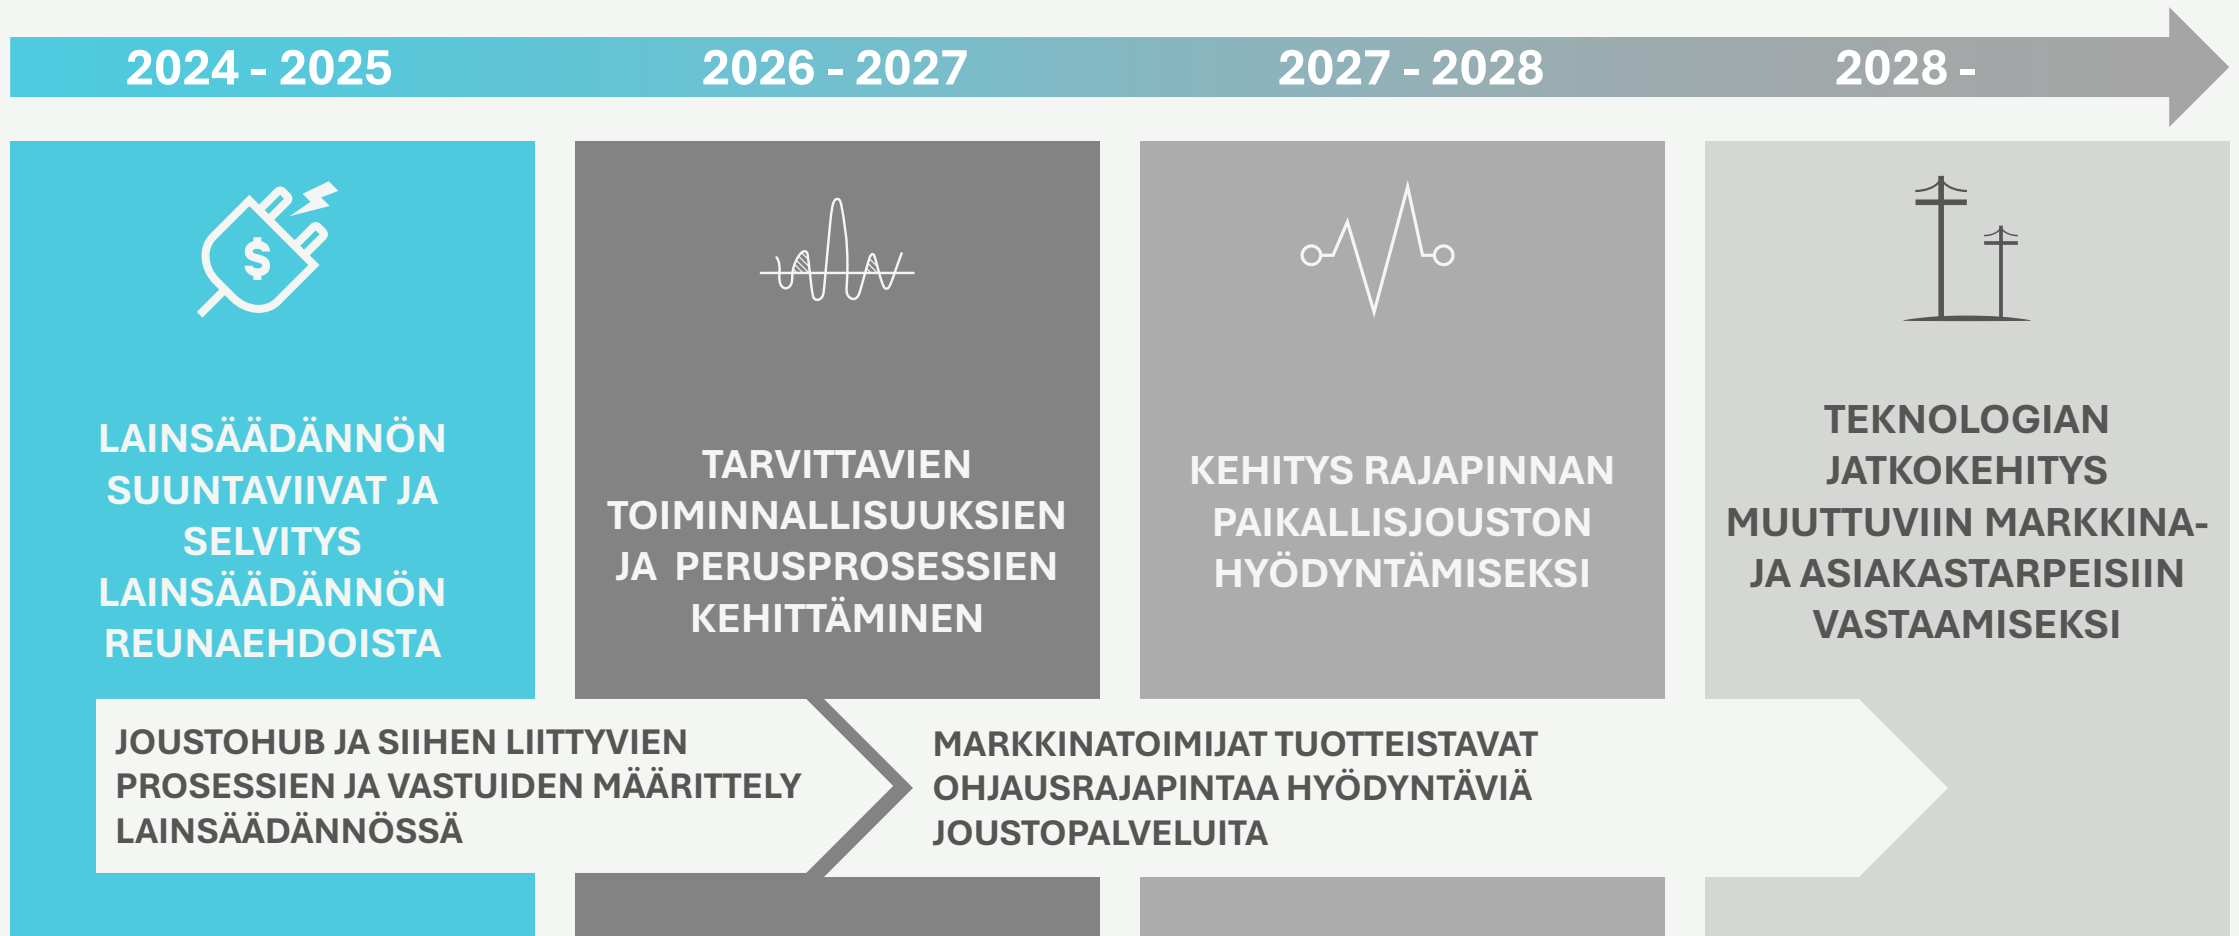 2024 - 2025
2026 - 2027
2027 - 2028
2028 -
$
LAINSÄÄDÄNNÖN
SUUNTAVIIVAT JA
SELVITYS
LAINSÄÄDÄNNÖN
REUNAEHDOISTA
TARVITTAVIEN
TOIMINNALLISUUKSIEN
JA PERUSPROSESSIEN
KEHITTÄMINEN
KEHITYS RAJAPINNAN
PAIKALLISJOUSTON
HYÖDYNTÄMISEKSI
TEKNOLOGIAN
JATKOKEHITYS
MUUTTUVIIN MARKKINA-
JA ASIAKASTARPEISIIN
VASTAAMISEKSI
JOUSTOHUB JA SIIHEN LIITTYVIEN
PROSESSIEN JA VASTUIDEN MÄÄRITTELY
LAINSÄÄDÄNNÖSSÄ
MARKKINATOIMIJAT TUOTTEISTAVAT
OHJAUSRAJAPINTAA HYÖDYNTÄVIÄ
JOUSTOPALVELUITA